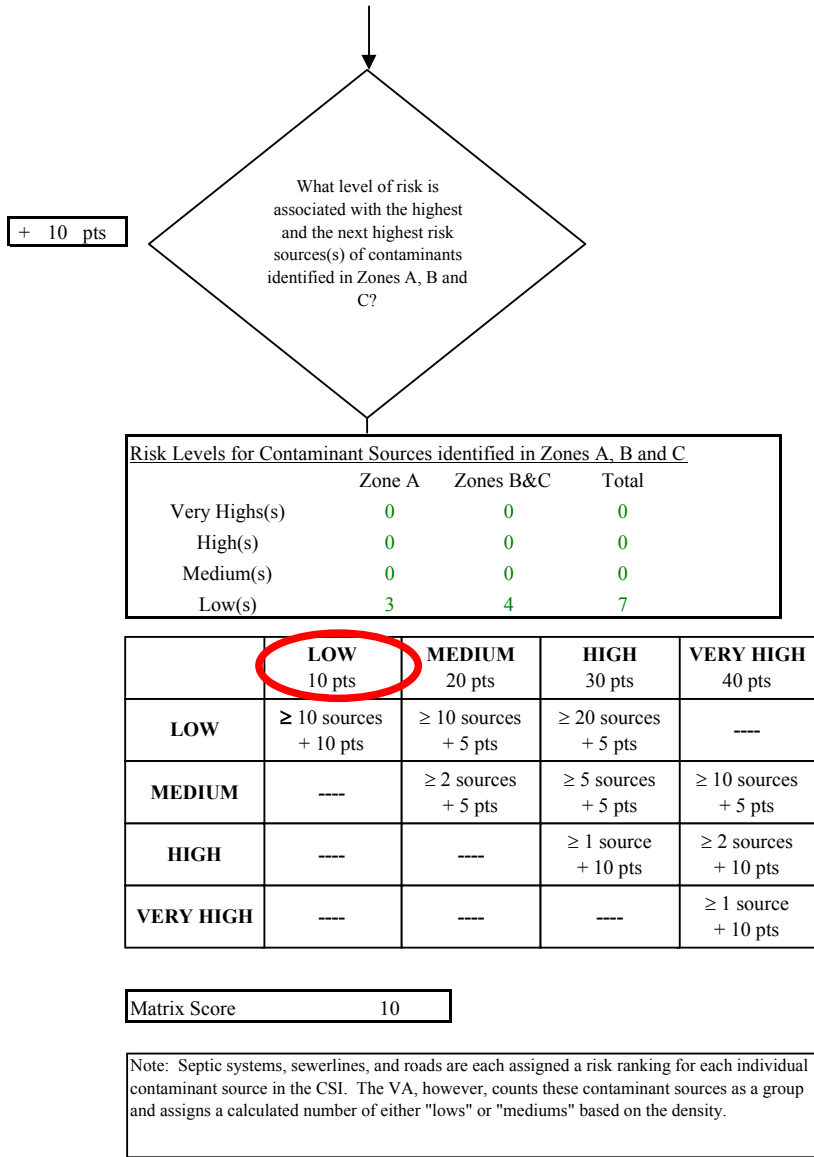 What level of risk is
associated with the highest
and the next highest risk
sources(s) of contaminants
identified in Zones A, B and
C?
+ 10 pts
Risk Levels for Contaminant Sources identified in Zones A, B and C
Zone A Zones B&C Total
Very Highs(s) 0 0 0
High(s) 0 0 0
Medium(s) 0 0 0
Low(s) 3 4 7
LOW MEDIUM HIGH VERY HIGH
10 pts 20 pts 30 pts 40 pts
LOW ≥ 10 sources ≥ 10 sources ≥ 20 sources ----
+ 10 pts + 5 pts + 5 pts
MEDIUM ---- ≥ 2 sources ≥ 5 sources ≥ 10 sources
+ 5 pts + 5 pts + 5 pts
HIGH ---- ---- ≥ 1 source ≥ 2 sources
+ 10 pts + 10 pts
VERY HIGH ---- ---- ---- ≥ 1 source
+ 10 pts
Matrix Score 10
Note: Septic systems, sewerlines, and roads are each assigned a risk ranking for each individual
contaminant source in the CSI. The VA, however, counts these contaminant sources as a group
and assigns a calculated number of either "lows" or "mediums" based on the density.